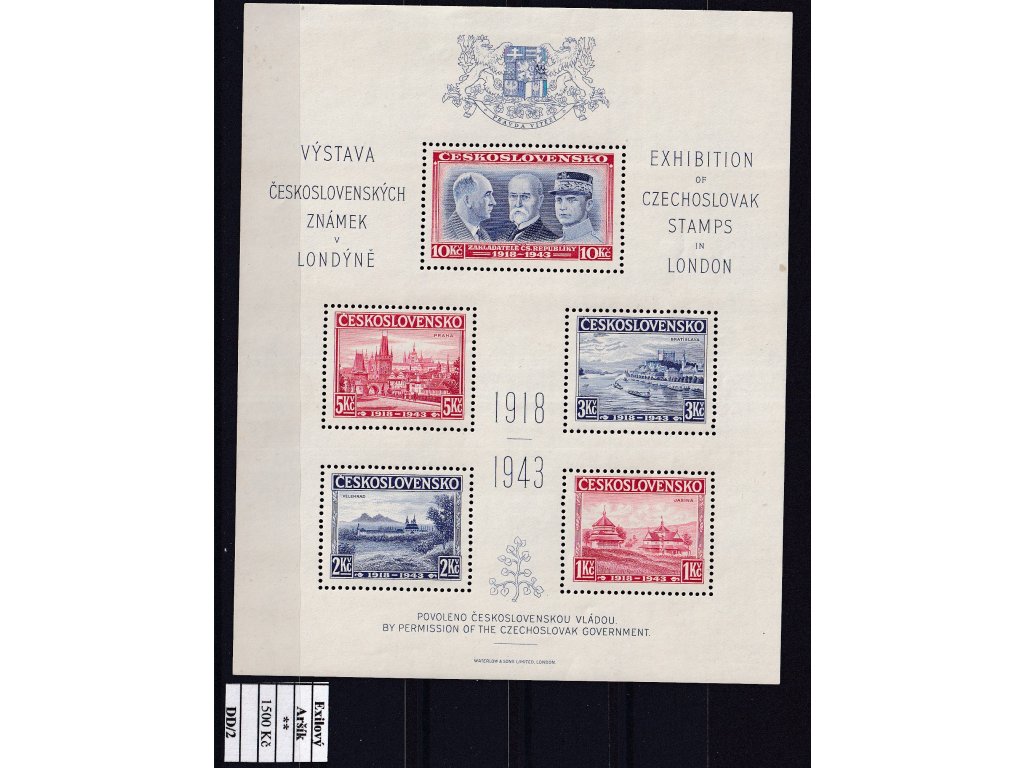 PRAVDA VÍTĚZÍ
VÝSTAVA
ČESKOSLOVENSKÝCH
ZNÁMEK
V
LONDÝNĚ
EXHIBITION
OF
CZECHOSLOVAK
STAMPS
IN
LONDON
ČESKOSLOVENSKO
10Kč
ZAKLADATELÉ ČS. REPUBLIKY
1918-1943
10Kč
ČESKOSLOVENSKO
PRAHA
5Kč
1918-1943
5Kč
ČESKOSLOVENSKO
BRATISLAVA
3Kč
1918-1943
3Kč
1918
1943
ČESKOSLOVENSKO
VELEHRAD
2Kč
1918-1943
2Kč
ČESKOSLOVENSKO
JASINA
1Kč
1918-1943
1Kč
POVOLENO ČESKOSLOVENSKOU VLÁDOU.
BY PERMISSION OF THE CZECHOSLOVAK GOVERNMENT.
WATERLOW & SONS LIMITED, LONDON.
Exilový
Aršík
**
1500 Kč
DD/2